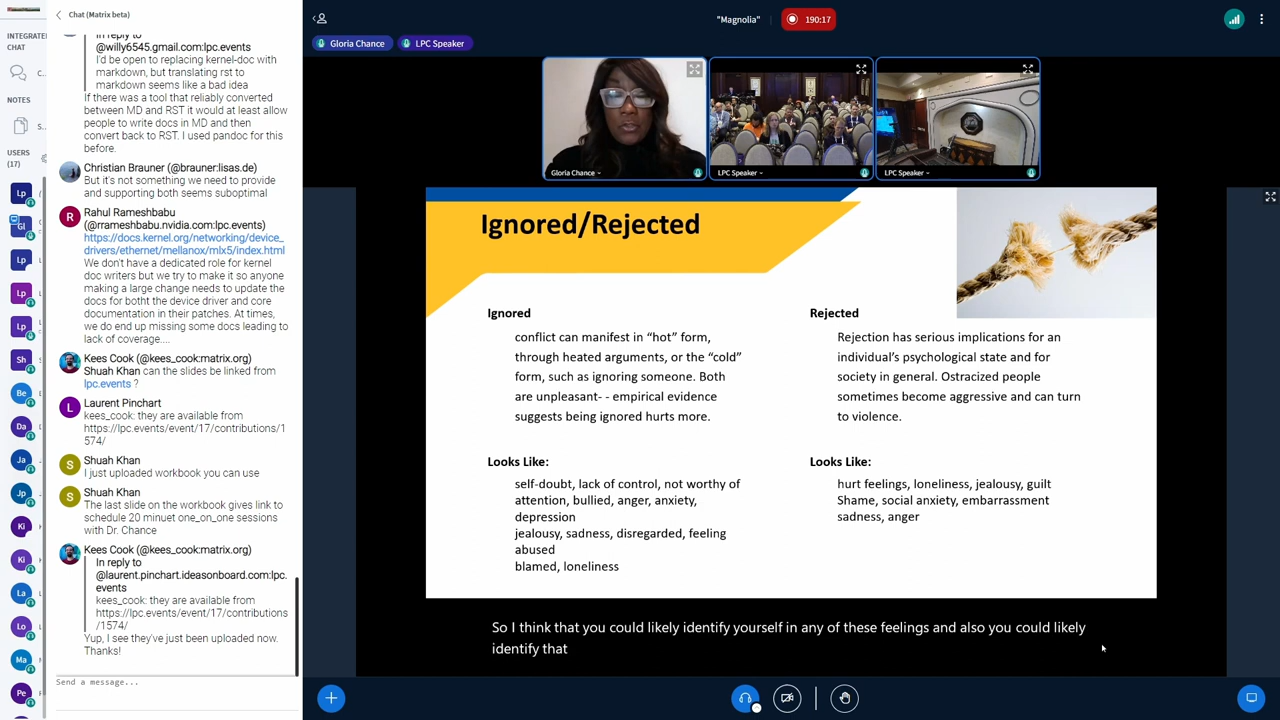 Chat (Matrix beta)
INTEGRATE
CHAT
C..
NOTES
S..
USERS
(17)
Lp
Gl
Lp
Lp
Lp
Sh
Be
Da
Ja
Jp
Ki
Ki
La
Lo
Ma
Pe
In reply to
@willy6545.gmail.com:lpc.events
I'd be open to replacing kernel-doc with
markdown, but translating rst to
markdown seems like a bad idea
If there was a tool that reliably converted
between MD and RST it would at least allow
people to write docs in MD and then
convert back to RST. I used pandoc for this
before.
Christian Brauner (@brauner:lisas.de)
But it's not something we need to provide
and supporting both seems suboptimal
R
Rahul Rameshbabu
(@rrameshbabu.nvidia.com:lpc.events)
https://docs.kernel.org/networking/device_
drivers/ethernet/mellanox/mlx5/index.html
We don't have a dedicated role for kernel
doc writers but we try to make it so anyone
making a large change needs to update the
docs for botht the device driver and core
documentation in their patches. At times,
we do end up missing some docs leading to
lack of coverage....
Kees Cook (@kees_cook:matrix.org)
Shuah Khan can the slides be linked from
lpc.events ?
L
Laurent Pinchart
kees_cook: they are available from
https://lpc.events/event/17/contributions/1
574/
S
Shuah Khan
I just uploaded workbook you can use
S
Shuah Khan
The last slide on the workbook gives link to
schedule 20 minuet one_on_one sessions
with Dr. Chance
Kees Cook (@kees_cook:matrix.org)
In reply to
@laurent.pinchart.ideasonboard.com:lpc.
events
kees_cook: they are available from
https://lpc.events/event/17/contributions
/1574/
Yup, I see they've just been uploaded now.
Thanks!
Send a message...
"Magnolia"
190:17
Gloria Chance
LPC Speaker
Gloria Chance
LPC Speaker
LPC Speaker
Ignored/Rejected
Ignored
conflict can manifest in “hot” form,
through heated arguments, or the “cold”
form, such as ignoring someone. Both
are unpleasant- - empirical evidence
suggests being ignored hurts more.
Looks Like:
self-doubt, lack of control, not worthy of
attention, bullied, anger, anxiety,
depression
jealousy, sadness, disregarded, feeling
abused
blamed, loneliness
Rejected
Rejection has serious implications for an
individual’s psychological state and for
society in general. Ostracized people
sometimes become aggressive and can turn
to violence.
Looks Like:
hurt feelings, loneliness, jealousy, guilt
Shame, social anxiety, embarrassment
sadness, anger
So I think that you could likely identify yourself in any of these feelings and also you could likely
identify that